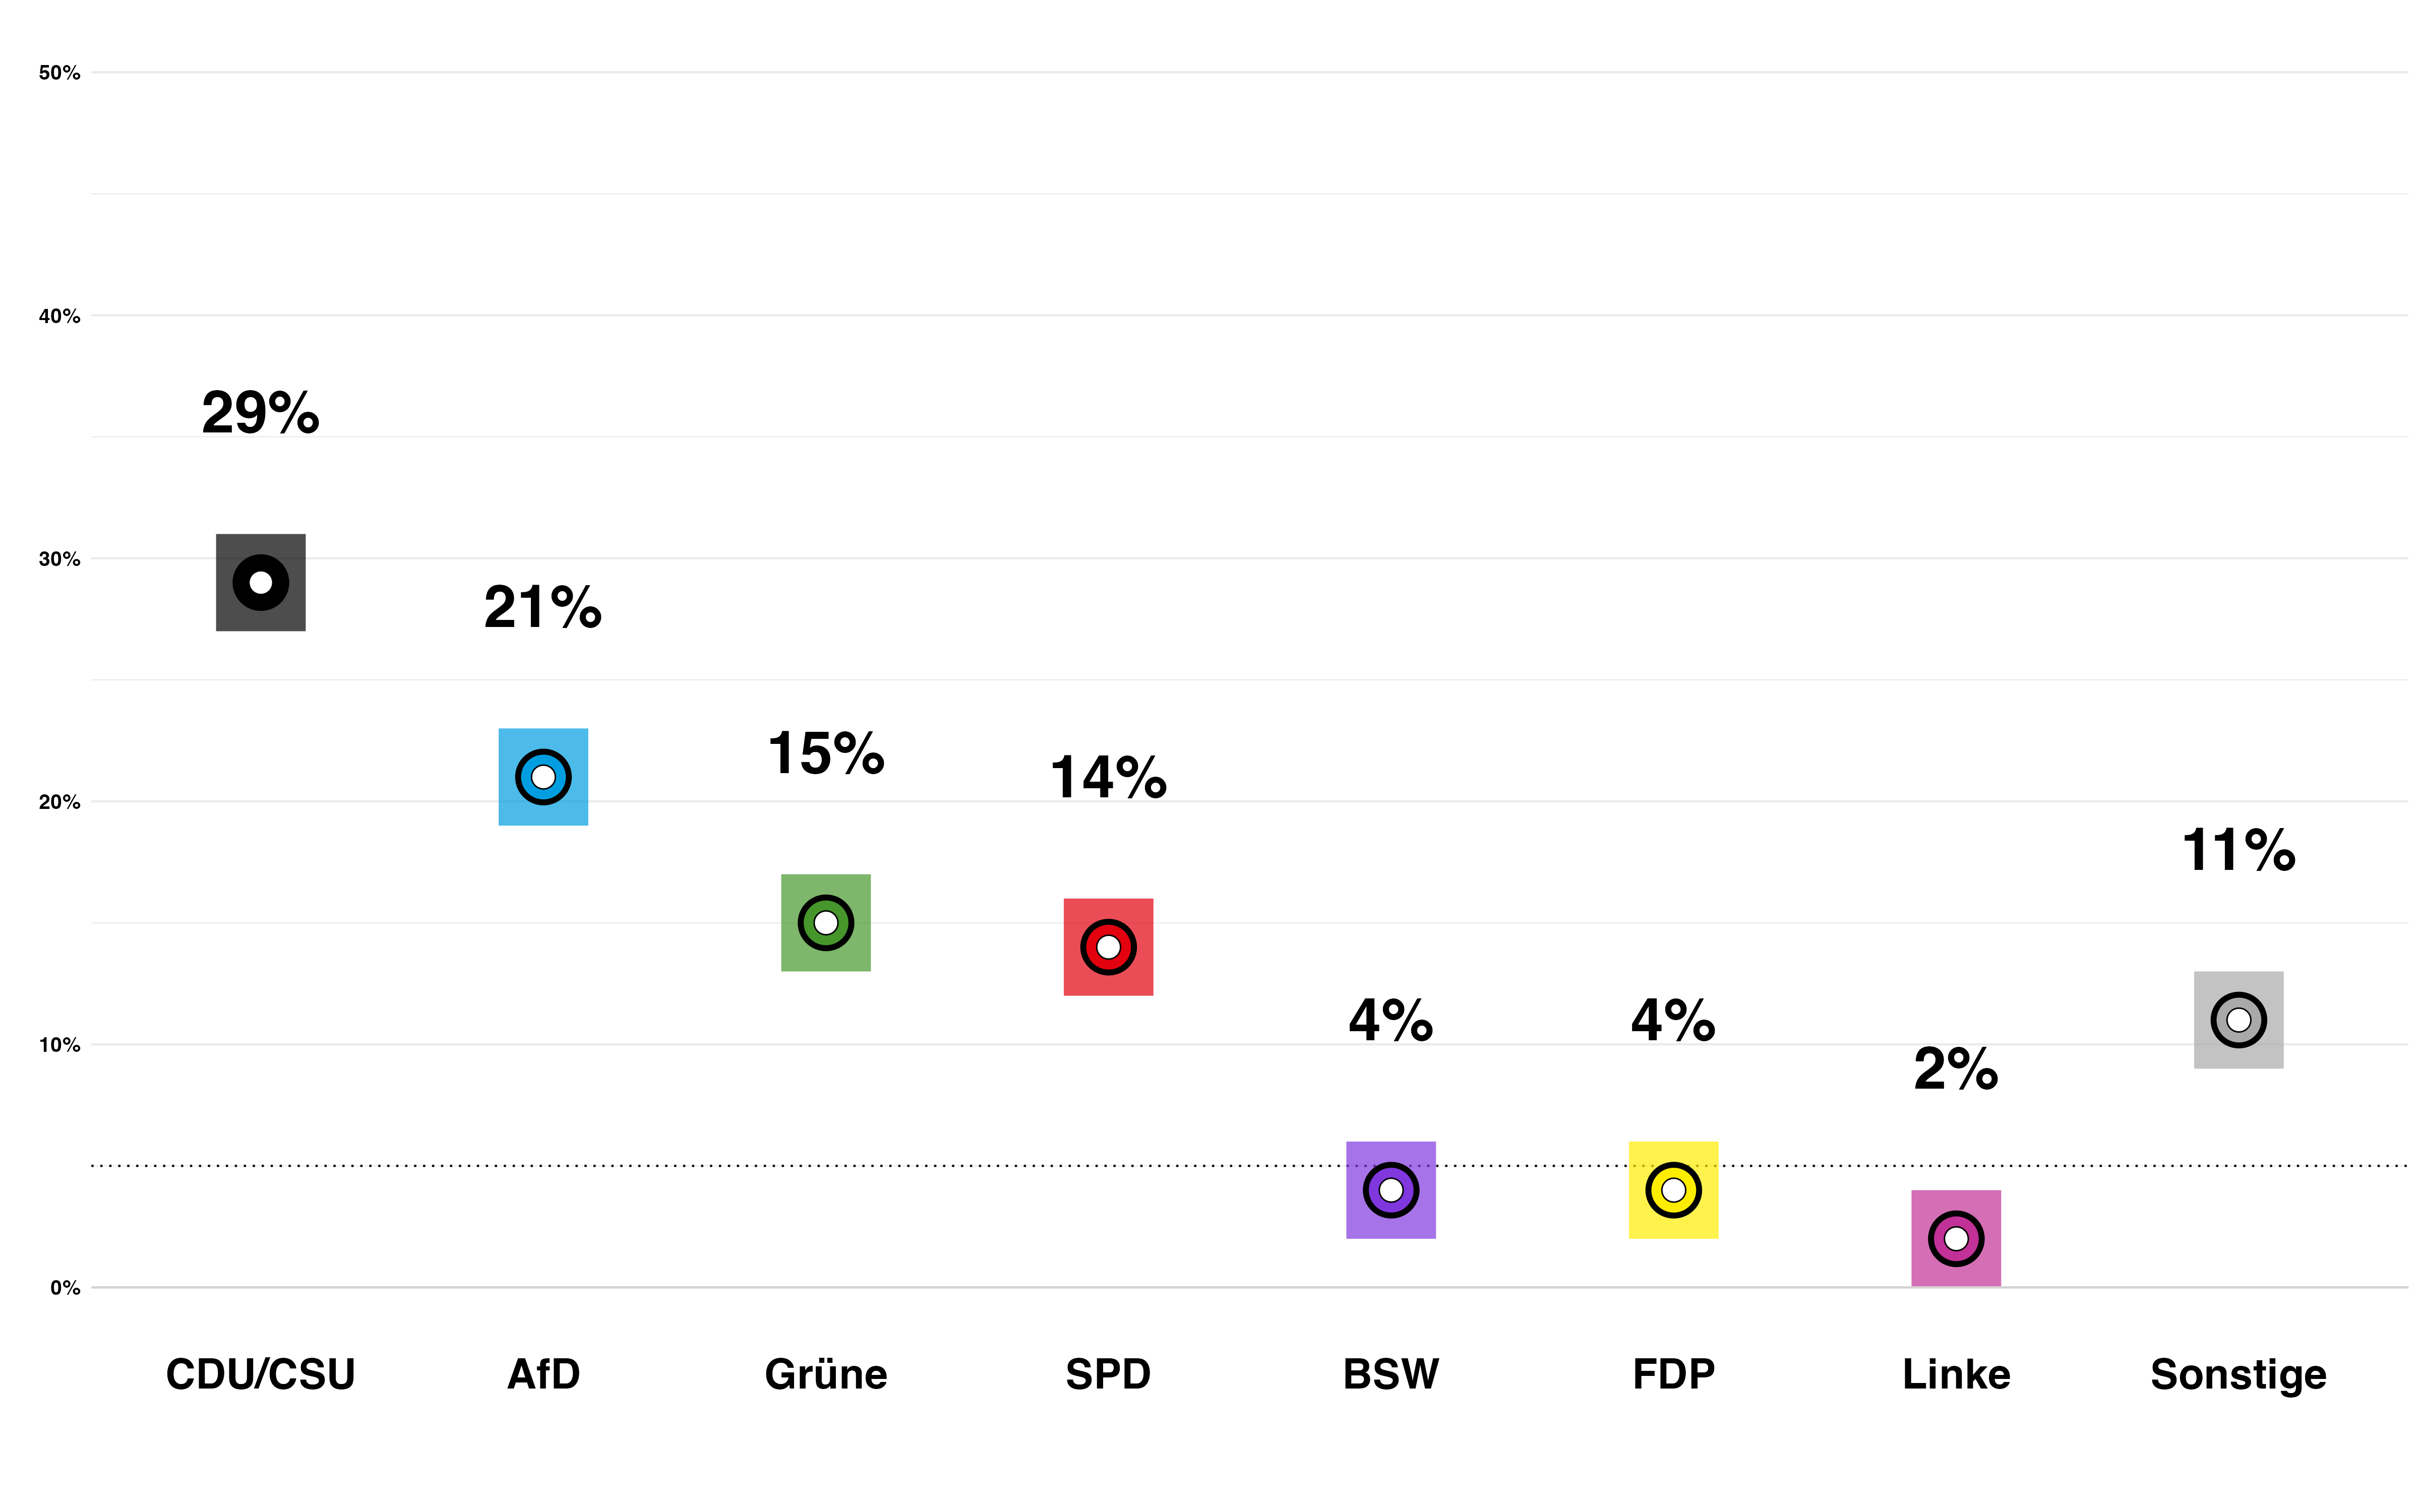 50%
40%
30%
20%
10%
0%
29%
21%
15%
14%
4%
4%
2%
11%
CDU/CSU
AfD
Grüne
SPD
BSW
FDP
Linke
Sonstige